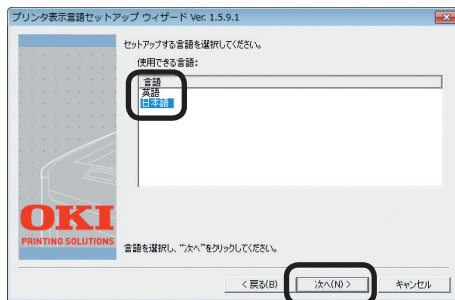 プリンタ表示言語セットアップ ウィザード Ver. 1.5.9.1
セットアップする言語を選択してください。
使用できる言語:
言語
英語
日本語
OKI
PRINTING SOLUTIONS
言語を選択し、"次へ"をクリックしてください。
< 戻る(B)
次へ(N) >
キャンセル